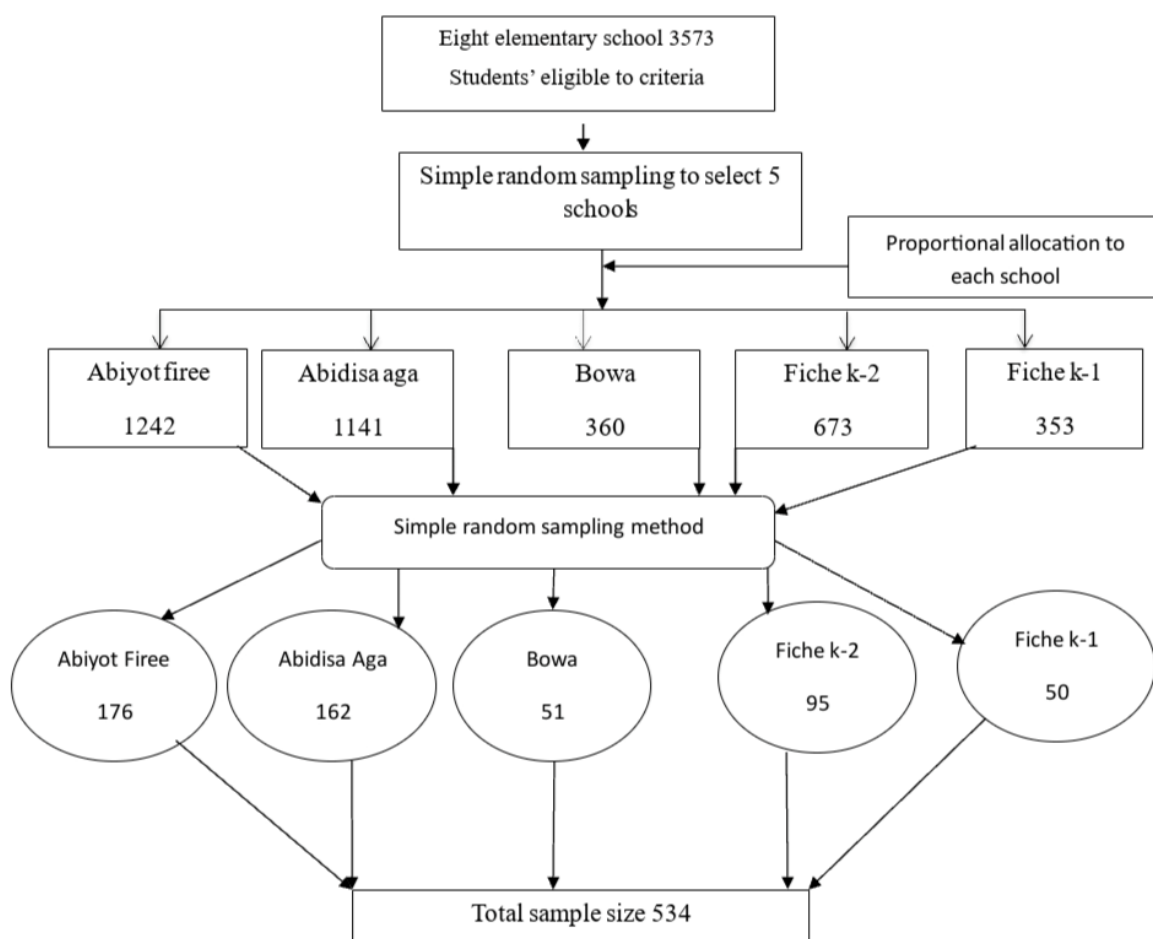 Eight elementary school 3573
Students’ eligible to criteria
Simple random sampling to select 5
schools
Proportional allocation to
each school
Abiyot firee
1242
Abidisa aga
1141
Bowa
360
Fiche k-2
673
Fiche k-1
353
Simple random sampling method
Abiyot Firee
176
Abidisa Aga
162
Bowa
51
Fiche k-2
95
Fiche k-1
50
Total sample size 534